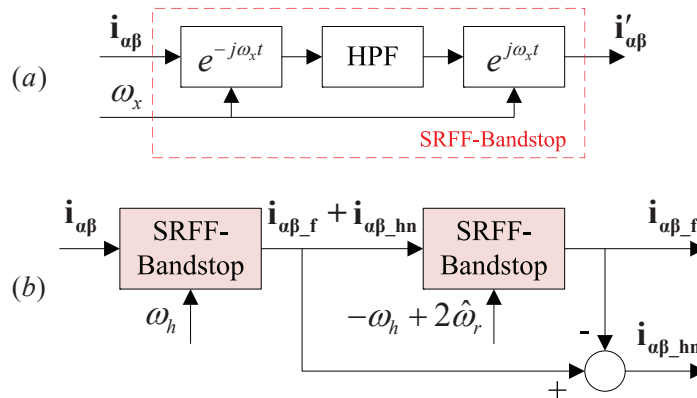 (a)
i_αβ
e^{-jω_x t}
HPF
e^{jω_x t}
i′_αβ
ω_x
SRFF-Bandstop
(b)
i_αβ
SRFF-
Bandstop
i_αβ_f + i_αβ_hn
SRFF-
Bandstop
i_αβ_f
ω_h
-ω_h + 2ω̂_r
-
+
i_αβ_hn